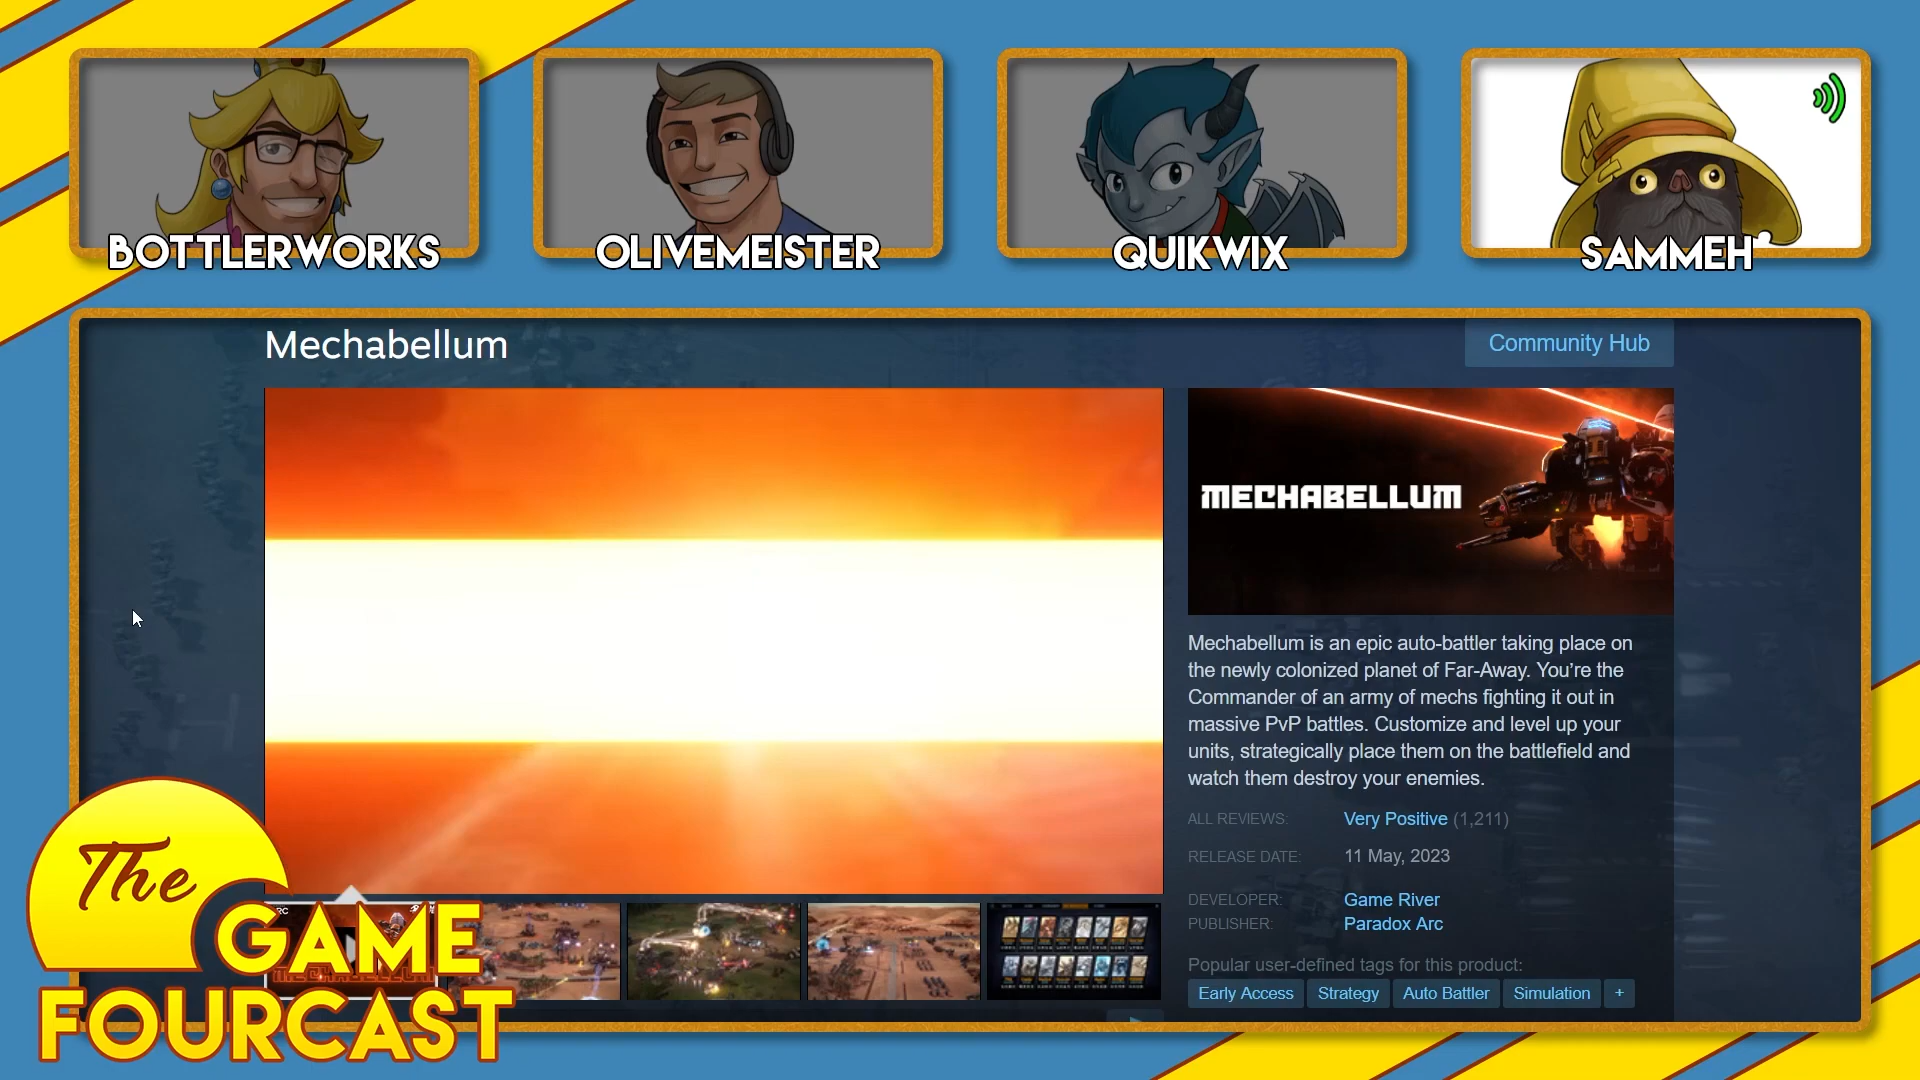 BOTTLERWORKS
OLIVEMEISTER
QUIKWIX
SAMMEH
Mechabellum
Community Hub
MECHABELLUM
Mechabellum is an epic auto-battler taking place on
the newly colonized planet of Far-Away. You’re the
Commander of an army of mechs fighting it out in
massive PvP battles. Customize and level up your
units, strategically place them on the battlefield and
watch them destroy your enemies.
ALL REVIEWS: Very Positive (1,211)
RELEASE DATE: 11 May, 2023
DEVELOPER: Game River
PUBLISHER: Paradox Arc
Popular user-defined tags for this product:
Early Access Strategy Auto Battler Simulation +
The
GAME
FOURCAST